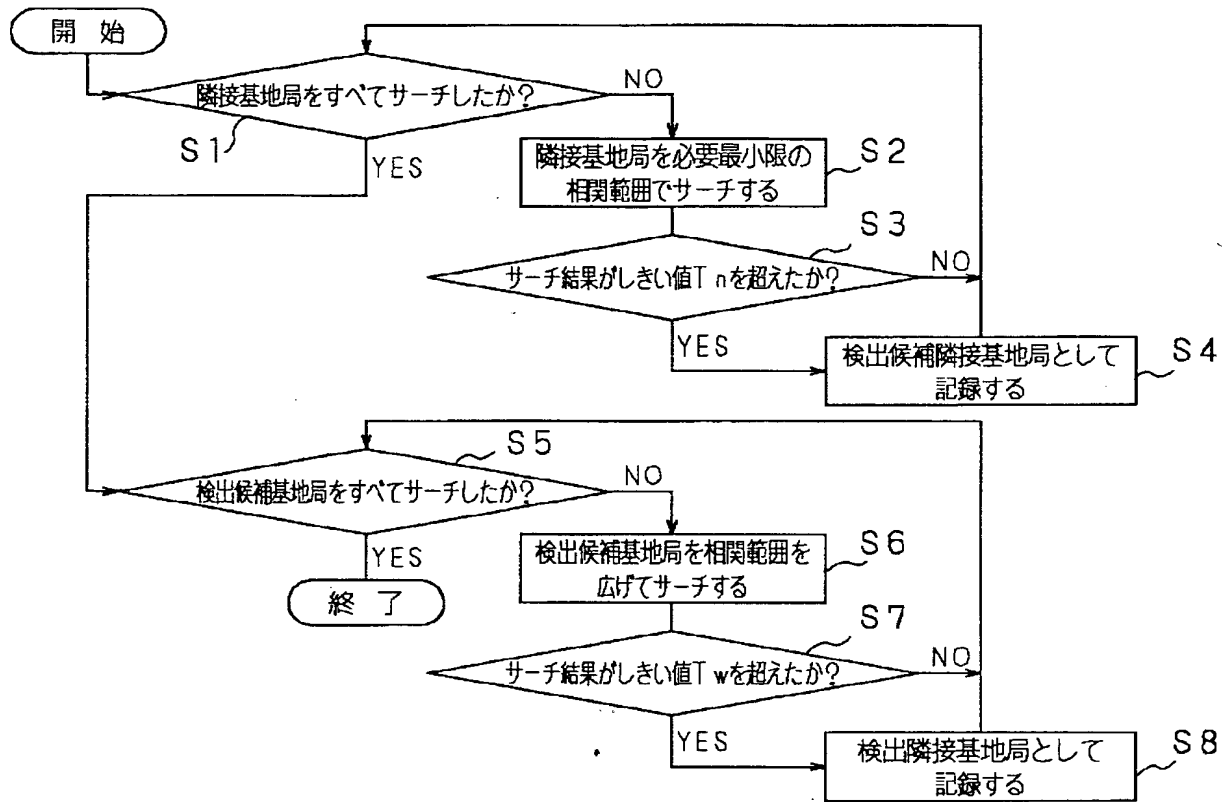 開 始
隣接基地局をすべてサーチしたか?
NO
S1
YES
隣接基地局を必要最小限の
相関範囲でサーチする
S2
S3
サーチ結果がしきい値Tnを超えたか?
NO
YES
検出候補隣接基地局として
記録する
S4
S5
検出候補基地局をすべてサーチしたか?
NO
YES
終 了
検出候補基地局を相関範囲を
広げてサーチする
S6
S7
サーチ結果がしきい値Twを超えたか?
NO
YES
検出隣接基地局として
記録する
S8